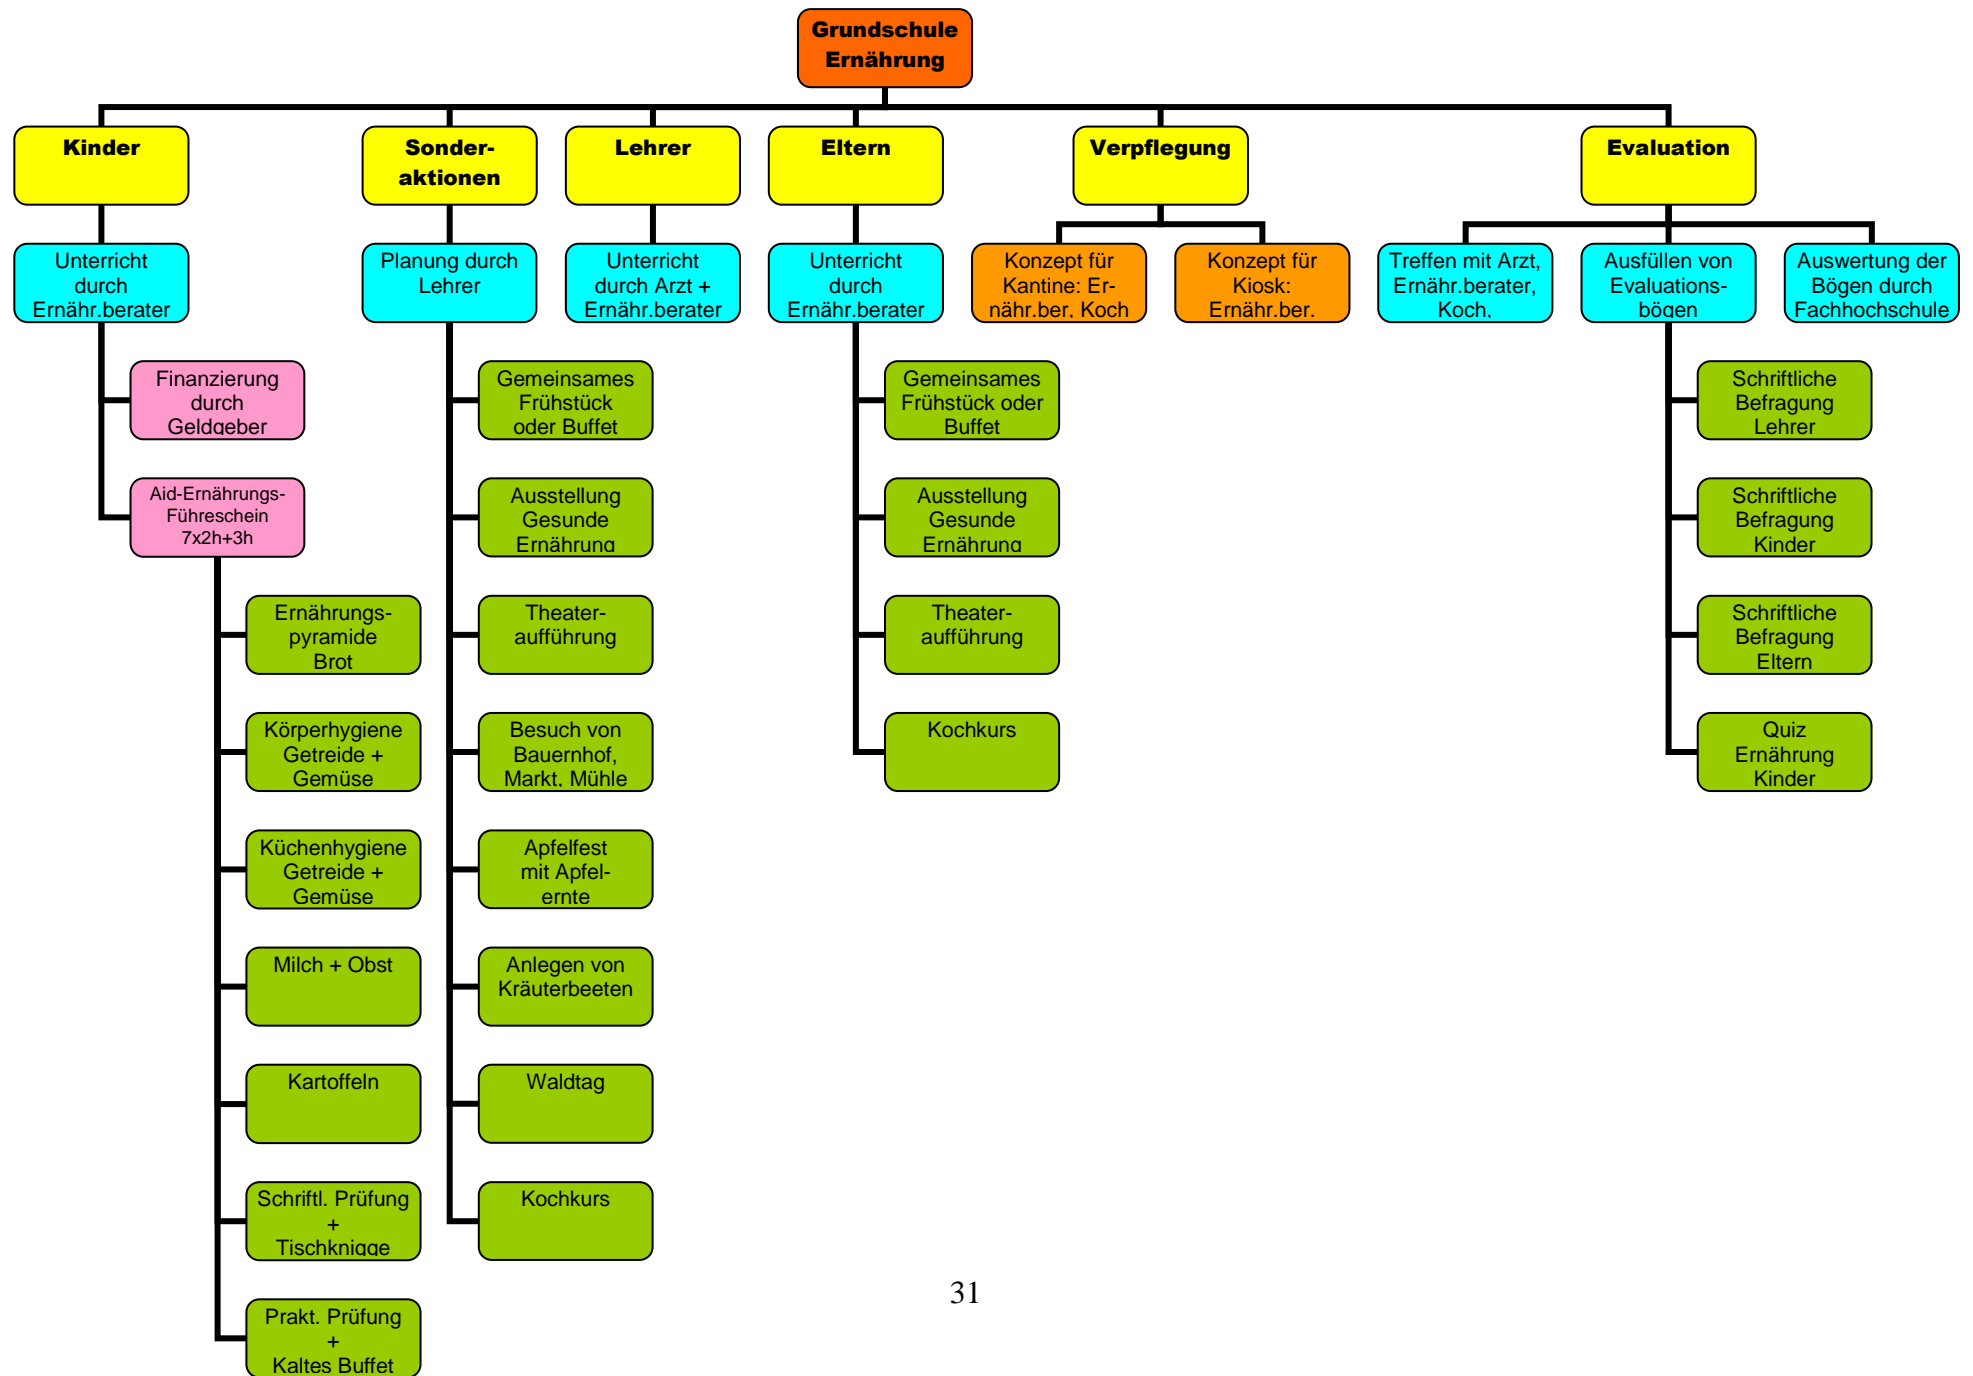 Grundschule
Ernährung
Kinder
Sonder-
aktionen
Lehrer
Eltern
Verpflegung
Evaluation
Unterricht
durch
Ernähr.berater
Planung durch
Lehrer
Unterricht
durch Arzt +
Ernähr.berater
Unterricht
durch
Ernähr.berater
Konzept für
Kantine: Er-
nähr.ber, Koch
Konzept für
Kiosk:
Ernähr.ber.
Treffen mit Arzt,
Ernähr.berater,
Koch,
Ausfüllen von
Evaluations-
bögen
Auswertung der
Bögen durch
Fachhochschule
Finanzierung
durch
Geldgeber
Aid-Ernährungs-
Führeschein
7x2h+3h
Ernährungs-
pyramide
Brot
Körperhygiene
Getreide +
Gemüse
Küchenhygiene
Getreide +
Gemüse
Milch + Obst
Kartoffeln
Schriftl. Prüfung
+
Tischknigge
Prakt. Prüfung
+
Kaltes Buffet
Gemeinsames
Frühstück
oder Buffet
Ausstellung
Gesunde
Ernährung
Theater-
aufführung
Besuch von
Bauernhof,
Markt, Mühle
Apfelfest
mit Apfel-
ernte
Anlegen von
Kräuterbeeten
Waldtag
Kochkurs
Gemeinsames
Frühstück oder
Buffet
Ausstellung
Gesunde
Ernährung
Theater-
aufführung
Kochkurs
Schriftliche
Befragung
Lehrer
Schriftliche
Befragung
Kinder
Schriftliche
Befragung
Eltern
Quiz
Ernährung
Kinder
31